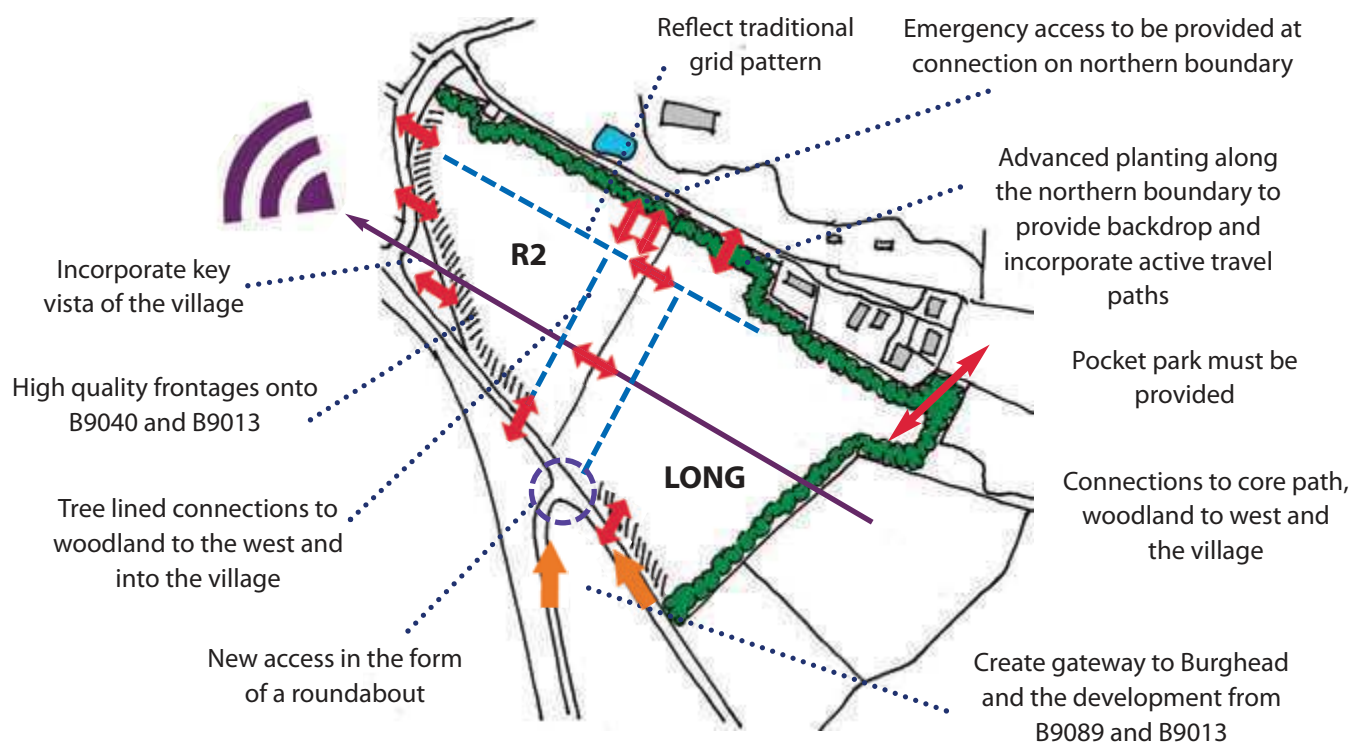 Reflect traditional
grid pattern
Emergency access to be provided at
connection on northern boundary
Advanced planting along
the northern boundary to
provide backdrop and
incorporate active travel
paths
R2
Incorporate key
vista of the village
Pocket park must be
provided
High quality frontages onto
B9040 and B9013
LONG
Connections to core path,
woodland to west and
the village
Tree lined connections to
woodland to the west and
into the village
New access in the form
of a roundabout
Create gateway to Burghead
and the development from
B9089 and B9013